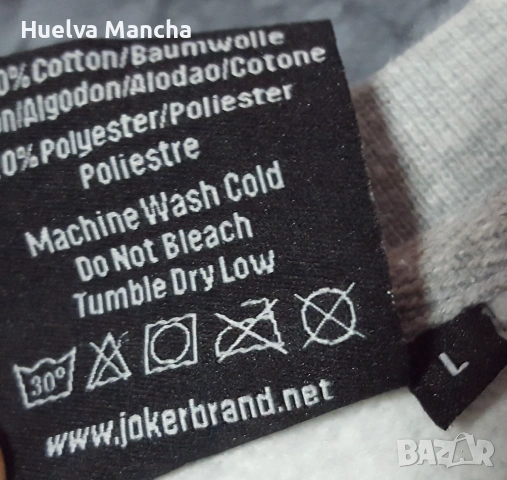 Huelva Mancha
0% Cotton/Baumwolle
on/Algodon/Alodao/Cotone
0% Polyester/Poliester
Poliestre
Machine Wash Cold
Do Not Bleach
Tumble Dry Low
30°
www.jokerbrand.net
L
BAZAR